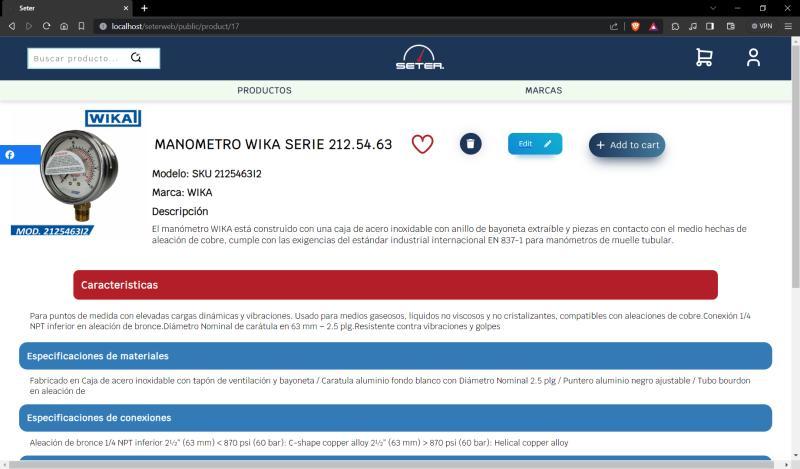 Seter
localhost/seterweb/public/product/17
VPN
Buscar producto...
SETER.
PRODUCTOS
MARCAS
WIKA
MOD. 2125463I2
MANOMETRO WIKA SERIE 212.54.63
Edit
+ Add to cart
Modelo: SKU 2125463I2
Marca: WIKA
Descripción
El manómetro WIKA está construido con una caja de acero inoxidable con anillo de bayoneta extraíble y piezas en contacto con el medio hechas de
aleación de cobre, cumple con las exigencias del estándar industrial internacional EN 837-1 para manómetros de muelle tubular.
Caracteristicas
Para puntos de medida con elevadas cargas dinámicas y vibraciones. Usado para medios gaseosos, líquidos no viscosos y no cristalizantes, compatibles con aleaciones de cobre.Conexión 1/4
NPT inferior en aleación de bronce.Diámetro Nominal de carátula en 63 mm – 2.5 plg.Resistente contra vibraciones y golpes
Especificaciones de materiales
Fabricado en Caja de acero inoxidable con tapón de ventilación y bayoneta / Caratula aluminio fondo blanco con Diámetro Nominal 2.5 plg / Puntero aluminio negro ajustable / Tubo bourdon
en aleación de
Especificaciones de conexiones
Aleación de bronce 1/4 NPT inferior 2½" (63 mm) < 870 psi (60 bar): C-shape copper alloy 2½" (63 mm) > 870 psi (60 bar): Helical copper alloy